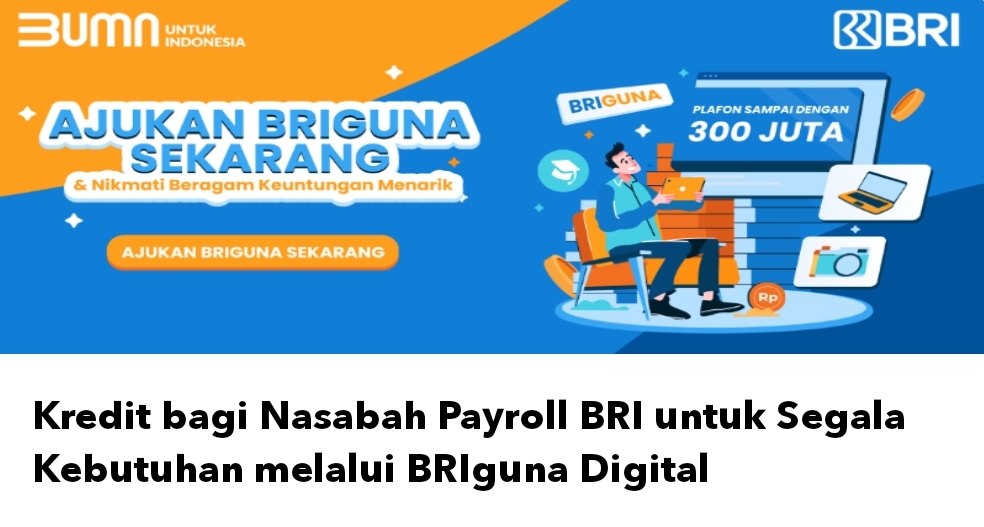 BUMN UNTUK
INDONESIA
BRI
AJUKAN BRIGUNA
SEKARANG
& Nikmati Beragam Keuntungan Menarik
AJUKAN BRIGUNA SEKARANG
BRIGUNA
PLAFON SAMPAI DENGAN
300 JUTA
Rp
Kredit bagi Nasabah Payroll BRI untuk Segala
Kebutuhan melalui BRIguna Digital